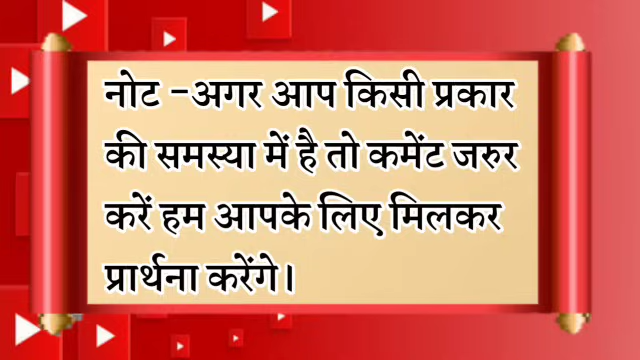 नोट -अगर आप किसी प्रकार
की समस्या में है तो कमेंट जरुर
करें हम आपके लिए मिलकर
प्रार्थना करेंगे।